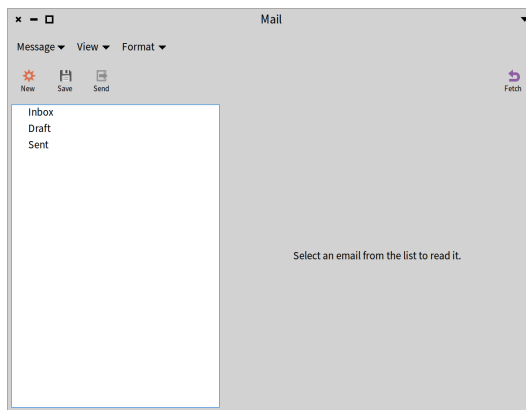 Mail
Message View Format
New Save Send Fetch
Inbox
Draft
Sent
Select an email from the list to read it.